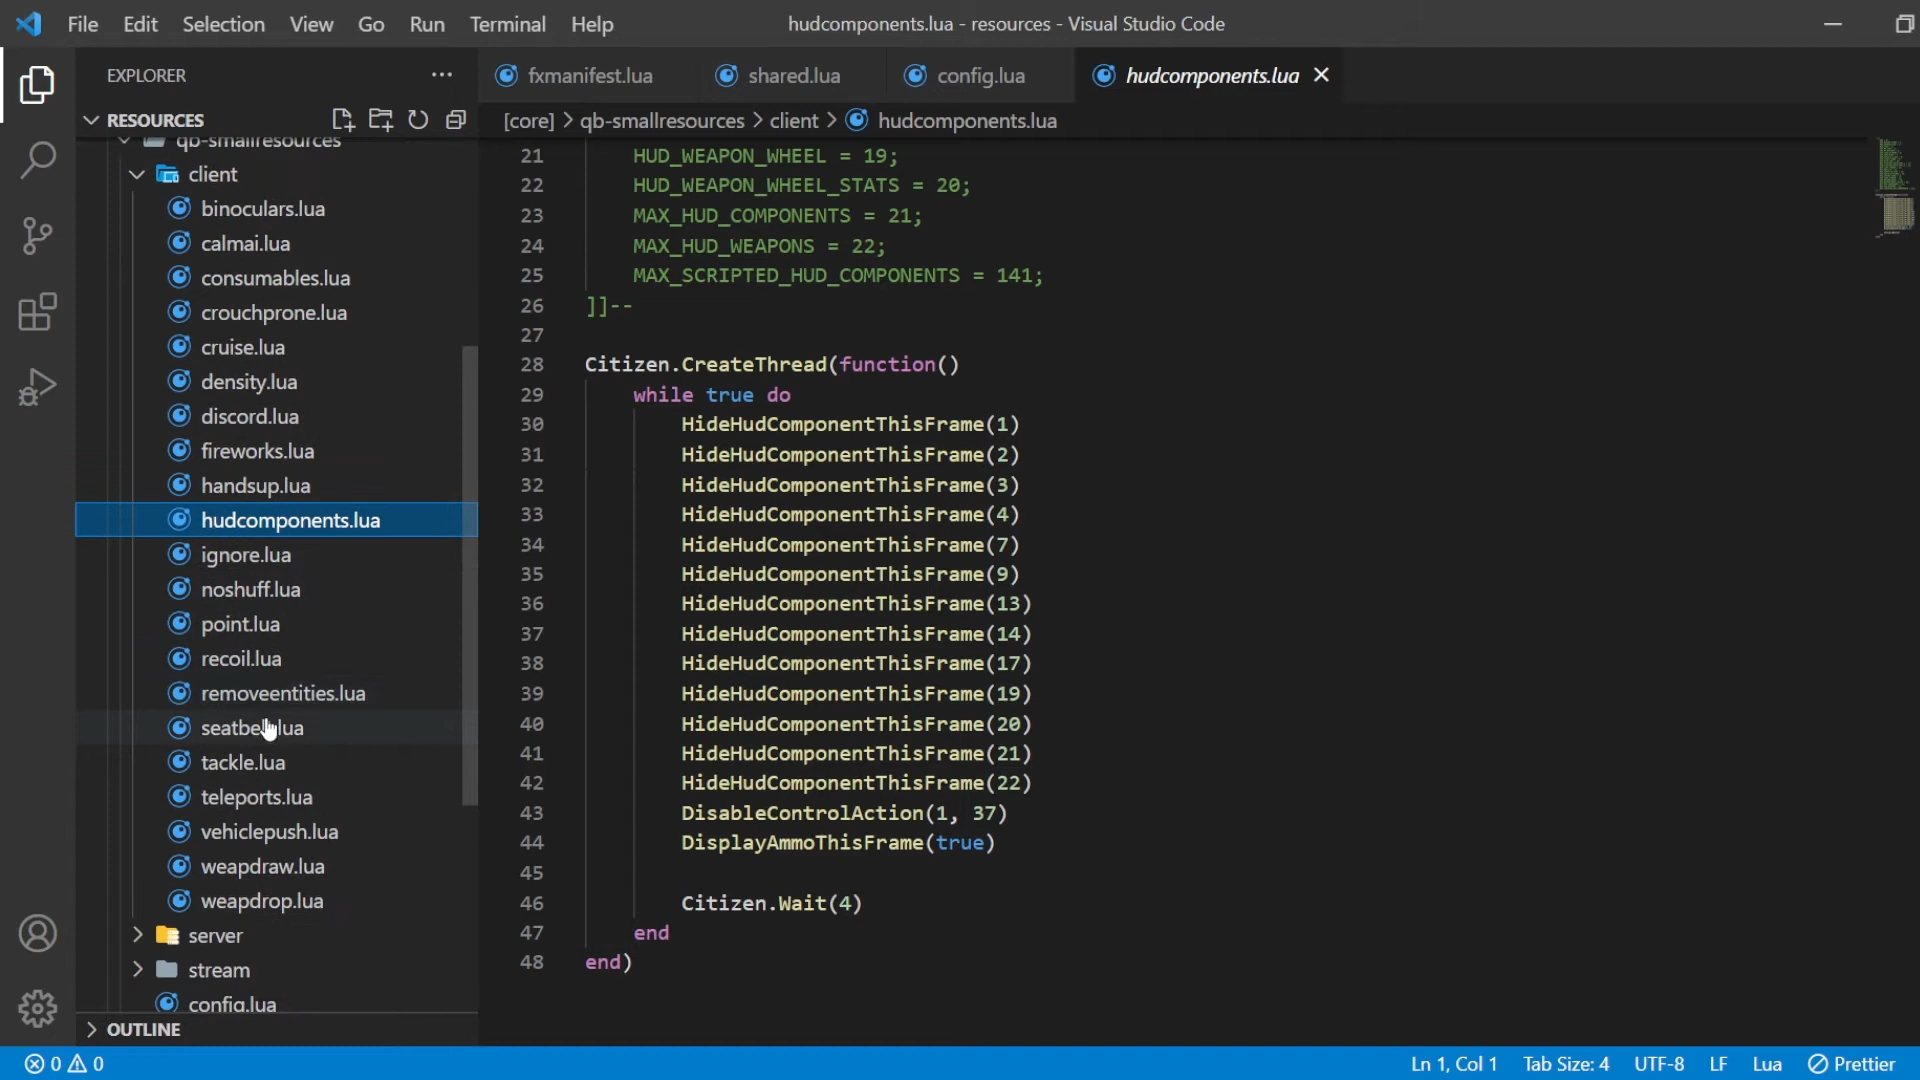 File Edit Selection View Go Run Terminal Help hudcomponents.lua - resources - Visual Studio Code
EXPLORER
RESOURCES
qb-smallresources
client
binoculars.lua
calmai.lua
consumables.lua
crouchprone.lua
cruise.lua
density.lua
discord.lua
fireworks.lua
handsup.lua
hudcomponents.lua
ignore.lua
noshuff.lua
point.lua
recoil.lua
removeentities.lua
lua
tackle.lua
teleports.lua
vehiclepush.lua
weapdraw.lua
weapdrop.lua
server
stream
config.lua
OUTLINE
fxmanifest.lua shared.lua config.lua hudcomponents.lua
[core] > qb-smallresources > client > hudcomponents.lua
21 HUD_WEAPON_WHEEL = 19;
22 HUD_WEAPON_WHEEL_STATS = 20;
23 MAX_HUD_COMPONENTS = 21;
24 MAX_HUD_WEAPONS = 22;
25 MAX_SCRIPTED_HUD_COMPONENTS = 141;
26 ]]--
27
28 Citizen.CreateThread(function()
29 while true do
30 HideHudComponentThisFrame(1)
31 HideHudComponentThisFrame(2)
32 HideHudComponentThisFrame(3)
33 HideHudComponentThisFrame(4)
34 HideHudComponentThisFrame(7)
35 HideHudComponentThisFrame(9)
36 HideHudComponentThisFrame(13)
37 HideHudComponentThisFrame(14)
38 HideHudComponentThisFrame(17)
39 HideHudComponentThisFrame(19)
40 HideHudComponentThisFrame(20)
41 HideHudComponentThisFrame(21)
42 HideHudComponentThisFrame(22)
43 DisableControlAction(1, 37)
44 DisplayAmmoThisFrame(true)
45
46 Citizen.Wait(4)
47 end
48 end)
0 0 Ln 1, Col 1 Tab Size: 4 UTF-8 LF Lua Prettier